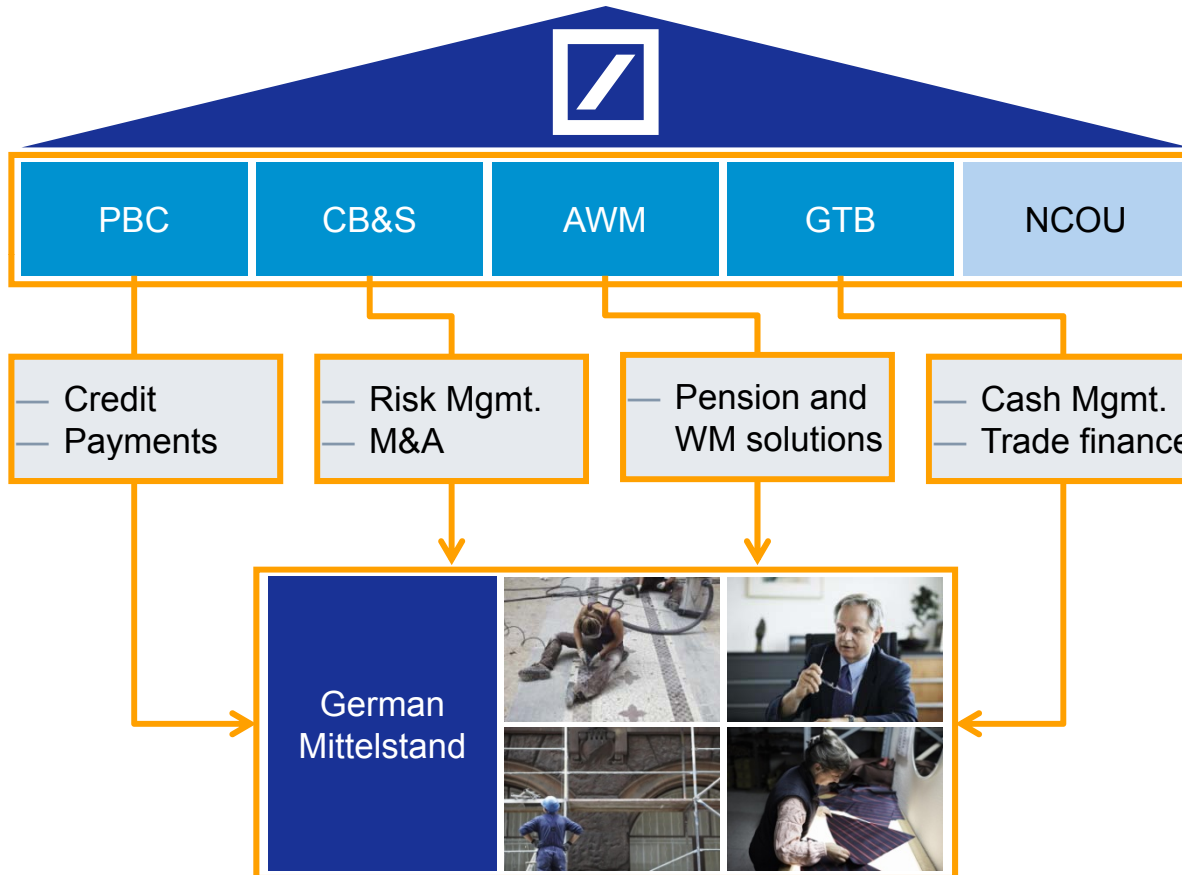 PBC
CB&S
AWM
GTB
NCOU
— Credit
— Payments
— Risk Mgmt.
— M&A
— Pension and
WM solutions
— Cash Mgmt.
— Trade finance
German
Mittelstand